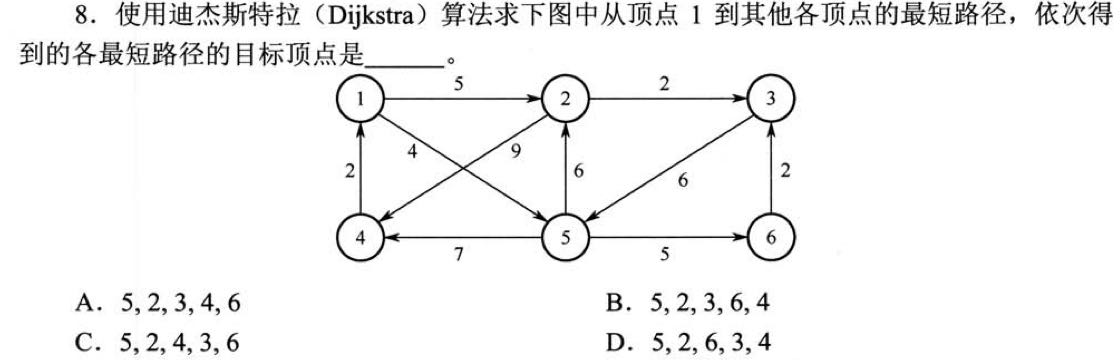 8. 使用迪杰斯特拉（Dijkstra）算法求下图中从顶点 1 到其他各顶点的最短路径，依次得
到的各最短路径的目标顶点是______。
5 2
1 2 3
4 9
2 6 6 2
4 5 6
7 5
A. 5, 2, 3, 4, 6 B. 5, 2, 3, 6, 4
C. 5, 2, 4, 3, 6 D. 5, 2, 6, 3, 4